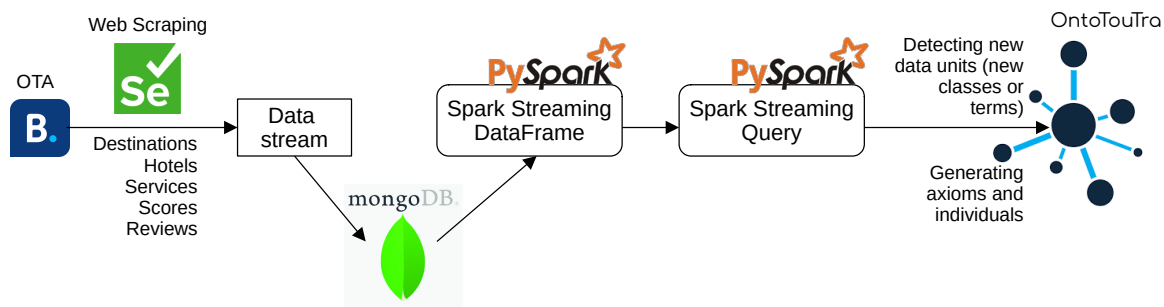 Web Scraping
Se
OTA
B.
Destinations
Hotels
Services
Scores
Reviews
Data
stream
mongoDB.
PySpark
Spark Streaming
DataFrame
PySpark
Spark Streaming
Query
Detecting new
data units (new
classes or
terms)
Generating
axioms and
individuals
OntoTouTra